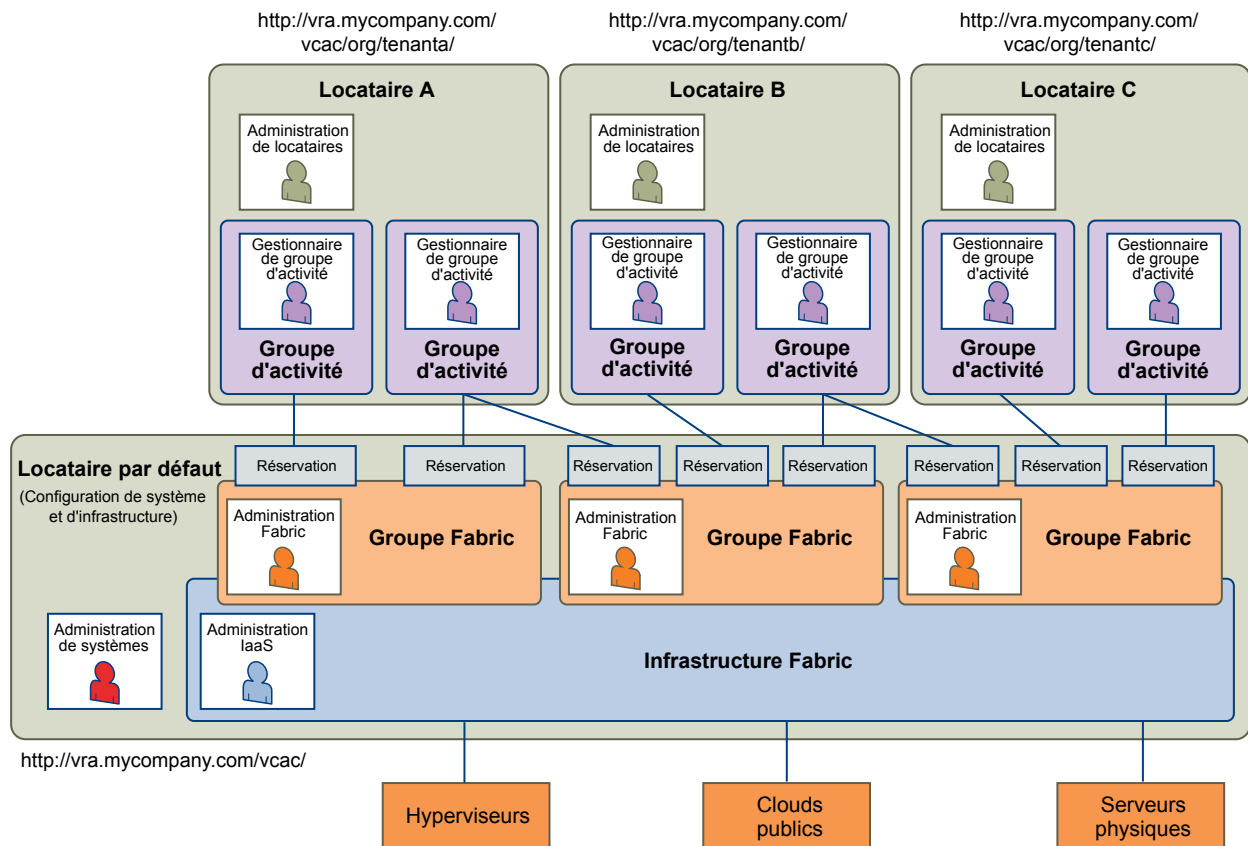 http://vra.mycompany.com/
vcac/org/tenanta/
http://vra.mycompany.com/
vcac/org/tenantb/
http://vra.mycompany.com/
vcac/org/tenantc/
Locataire A
Administration
de locataires
Gestionnaire
de groupe
d'activité
Groupe
d'activité
Gestionnaire
de groupe
d'activité
Groupe
d'activité
Locataire B
Administration
de locataires
Gestionnaire
de groupe
d'activité
Groupe
d'activité
Gestionnaire
de groupe
d'activité
Groupe
d'activité
Locataire C
Administration
de locataires
Gestionnaire
de groupe
d'activité
Groupe
d'activité
Gestionnaire
de groupe
d'activité
Groupe
d'activité
Locataire par défaut
(Configuration de système
et d'infrastructure)
Réservation
Réservation
Réservation
Réservation
Réservation
Réservation
Réservation
Réservation
Administration
Fabric
Groupe Fabric
Administration
Fabric
Groupe Fabric
Administration
Fabric
Groupe Fabric
Administration
de systèmes
Administration
IaaS
Infrastructure Fabric
http://vra.mycompany.com/vcac/
Hyperviseurs
Clouds
publics
Serveurs
physiques